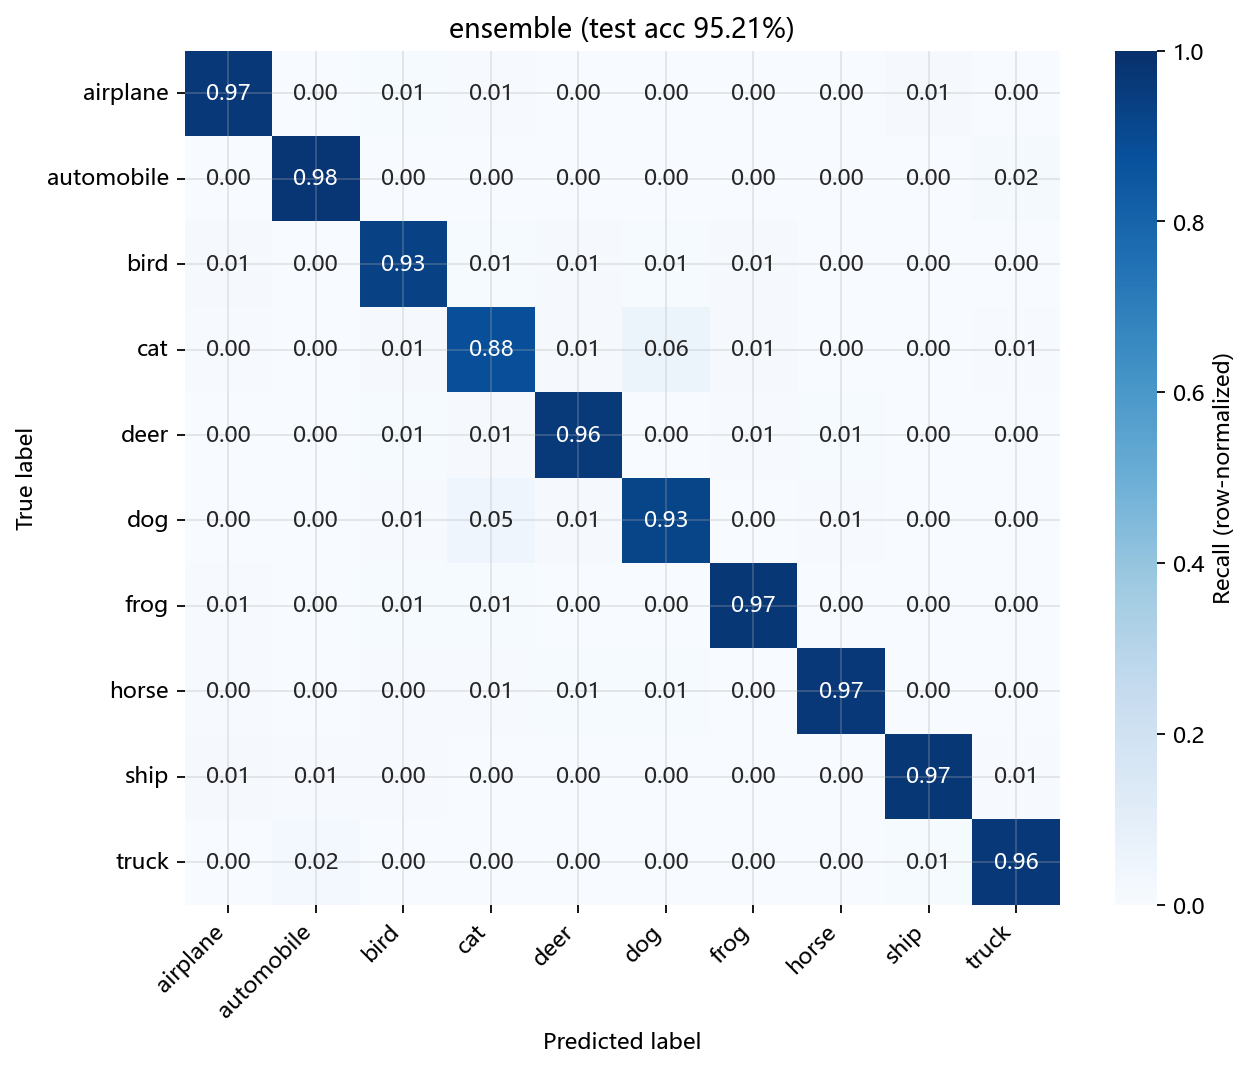 ensemble (test acc 95.21%)
airplane 0.97 0.00 0.01 0.01 0.00 0.00 0.00 0.00 0.01 0.00
automobile 0.00 0.98 0.00 0.00 0.00 0.00 0.00 0.00 0.00 0.02
bird 0.01 0.00 0.93 0.01 0.01 0.01 0.01 0.00 0.00 0.00
cat 0.00 0.00 0.01 0.88 0.01 0.06 0.01 0.00 0.00 0.01
deer 0.00 0.00 0.01 0.01 0.96 0.00 0.01 0.01 0.00 0.00
dog 0.00 0.00 0.01 0.05 0.01 0.93 0.00 0.01 0.00 0.00
frog 0.01 0.00 0.01 0.01 0.00 0.00 0.97 0.00 0.00 0.00
horse 0.00 0.00 0.00 0.01 0.01 0.01 0.00 0.97 0.00 0.00
ship 0.01 0.01 0.00 0.00 0.00 0.00 0.00 0.00 0.97 0.01
truck 0.00 0.02 0.00 0.00 0.00 0.00 0.00 0.00 0.01 0.96
airplane automobile bird cat deer dog frog horse ship truck
Predicted label
True label
1.0
0.8
0.6
0.4
0.2
0.0
Recall (row-normalized)